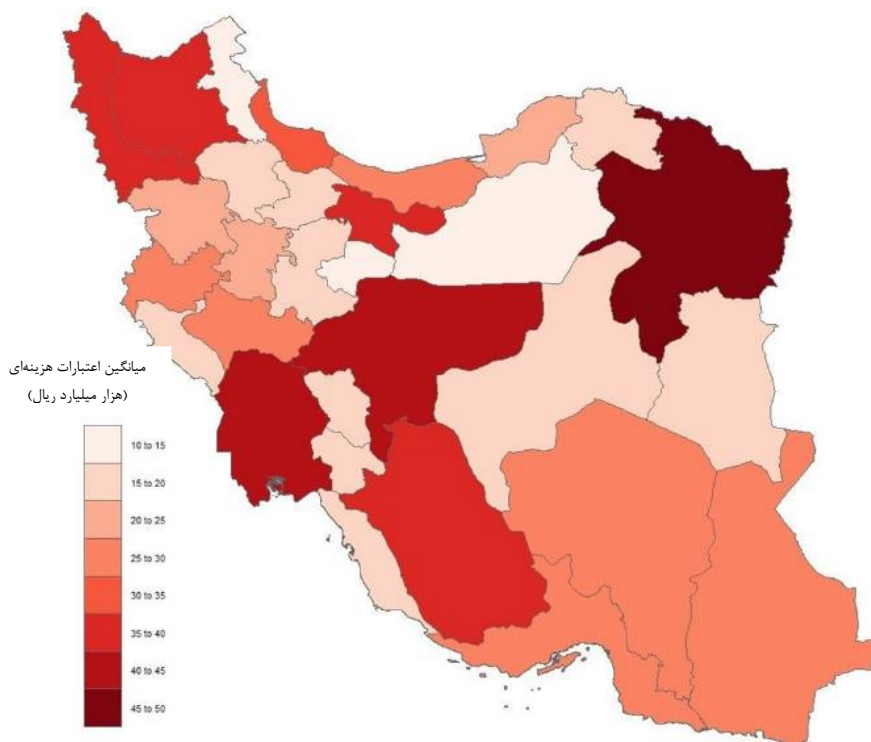 میانگین اعتبارات هزینه‌ای
(هزار میلیارد ریال)
10 to 15
15 to 20
20 to 25
25 to 30
30 to 35
35 to 40
40 to 45
45 to 50